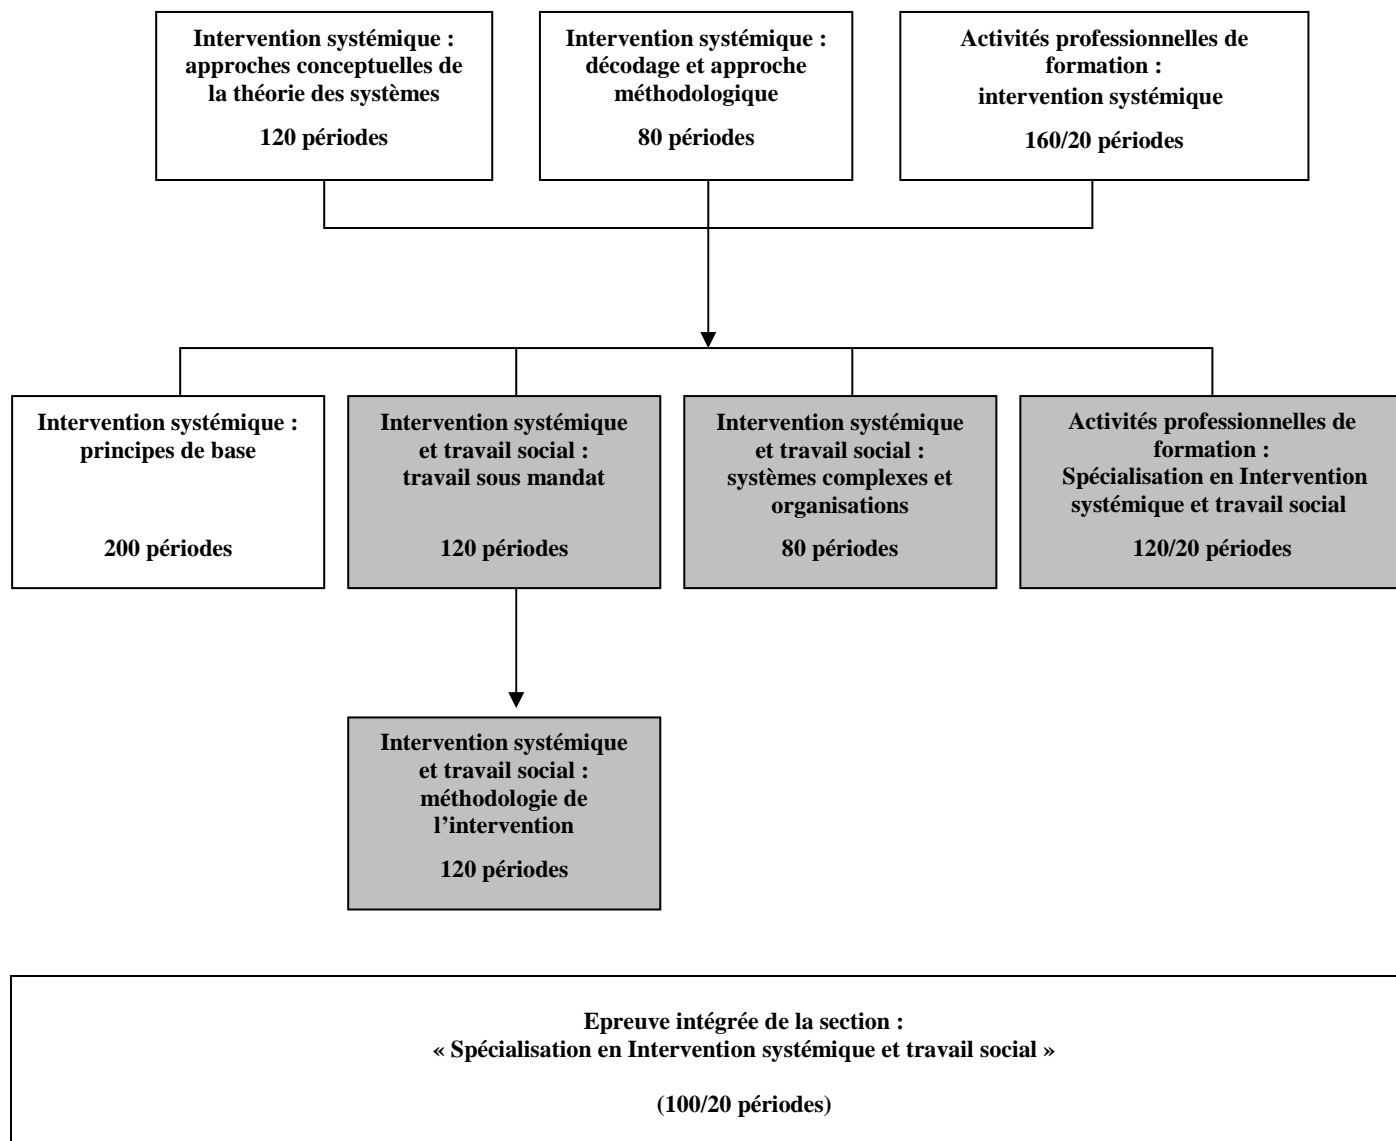 Intervention systémique :
approches conceptuelles de
la théorie des systèmes
120 périodes
Intervention systémique :
décodage et approche
méthodologique
80 périodes
Activités professionnelles de
formation :
intervention systémique
160/20 périodes
Intervention systémique :
principes de base
200 périodes
Intervention systémique
et travail social :
travail sous mandat
120 périodes
Intervention systémique
et travail social :
systèmes complexes et
organisations
80 périodes
Activités professionnelles de
formation :
Spécialisation en Intervention
systémique et travail social
120/20 périodes
Intervention systémique
et travail social :
méthodologie de
l’intervention
120 périodes
Epreuve intégrée de la section :
« Spécialisation en Intervention systémique et travail social »
(100/20 périodes)